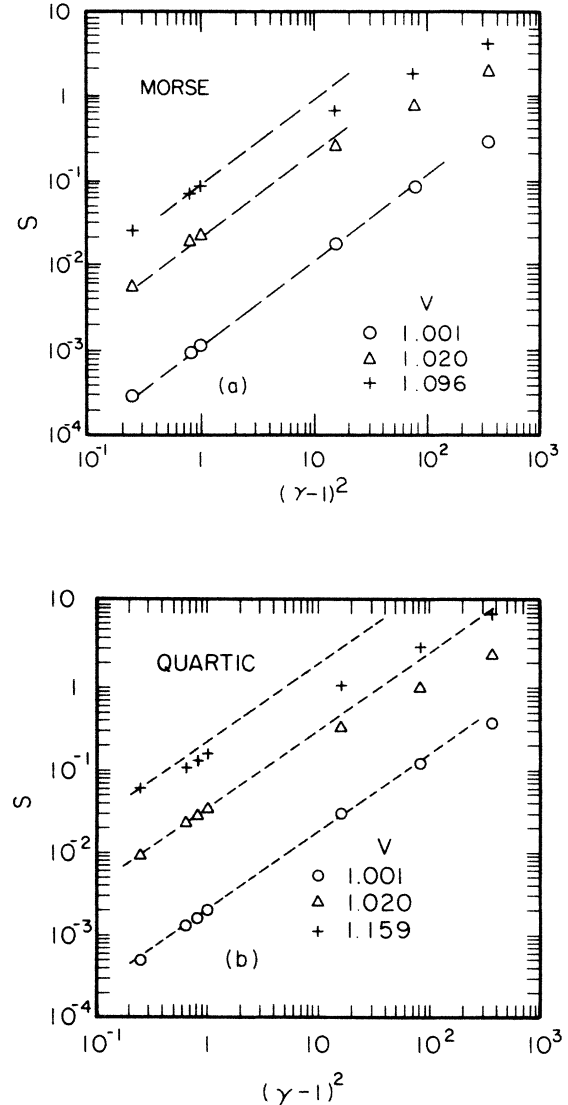 10
MORSE
1
10⁻¹
S
10⁻²
V
○ 1.001
10⁻³
△ 1.020
+ 1.096
(a)
10⁻⁴
10⁻¹ 1 10 10² 10³
(γ-1)²
10
QUARTIC
1
10⁻¹
S
10⁻²
V
○ 1.001
10⁻³
△ 1.020
+ 1.159
(b)
10⁻⁴
10⁻¹ 1 10 10² 10³
(γ-1)²